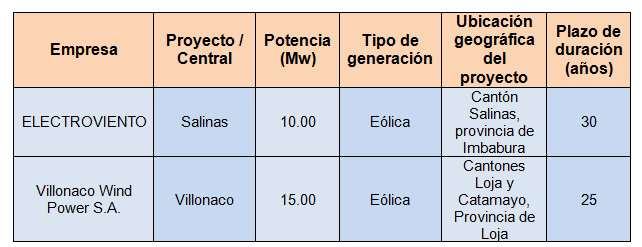 Empresa
Proyecto /
Central
Potencia
(Mw)
Tipo de
generación
Ubicación
geográfica
del
proyecto
Plazo de
duración
(años)
ELECTROVIENTO
Salinas
10.00
Eólica
Cantón
Salinas,
provincia de
Imbabura
30
Villonaco Wind
Power S.A.
Villonaco
15.00
Eólica
Cantones
Loja y
Catamayo,
Provincia de
Loja
25